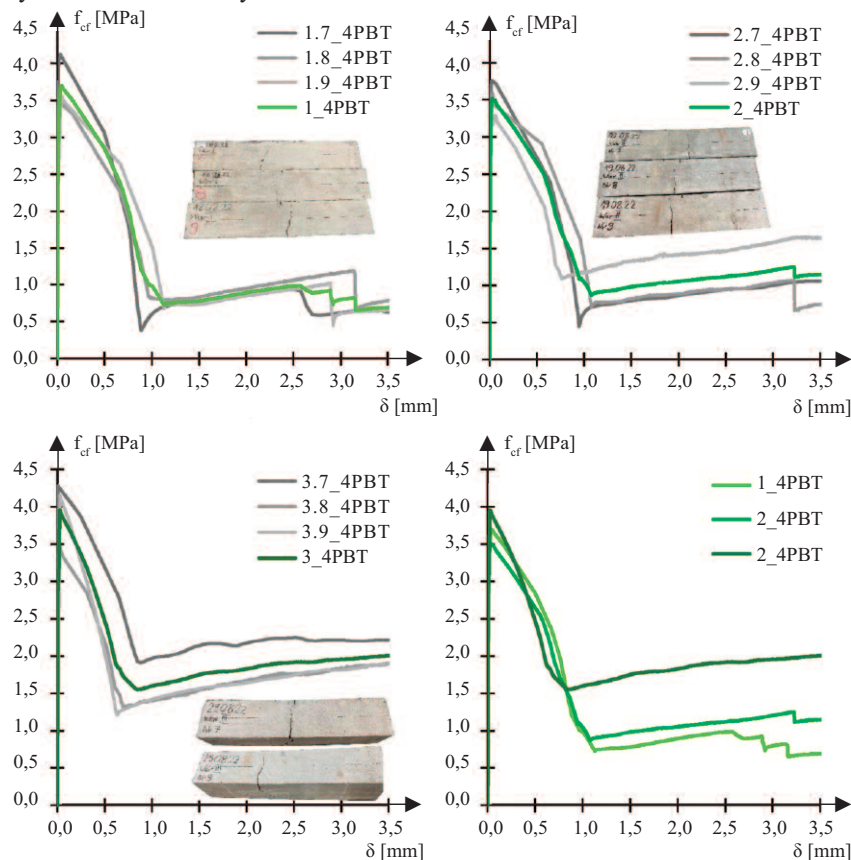 f_cf [MPa]
4,5
4,0
3,5
3,0
2,5
2,0
1,5
1,0
0,5
0,0
0,0 0,5 1,0 1,5 2,0 2,5 3,0 3,5
δ [mm]
1.7_4PBT
1.8_4PBT
1.9_4PBT
1_4PBT
f_cf [MPa]
4,5
4,0
3,5
3,0
2,5
2,0
1,5
1,0
0,5
0,0
0,0 0,5 1,0 1,5 2,0 2,5 3,0 3,5
δ [mm]
2.7_4PBT
2.8_4PBT
2.9_4PBT
2_4PBT
19.08.22
f_cf [MPa]
4,5
4,0
3,5
3,0
2,5
2,0
1,5
1,0
0,5
0,0
0,0 0,5 1,0 1,5 2,0 2,5 3,0 3,5
δ [mm]
3.7_4PBT
3.8_4PBT
3.9_4PBT
3_4PBT
f_cf [MPa]
4,5
4,0
3,5
3,0
2,5
2,0
1,5
1,0
0,5
0,0
0,0 0,5 1,0 1,5 2,0 2,5 3,0 3,5
δ [mm]
1_4PBT
2_4PBT
2_4PBT